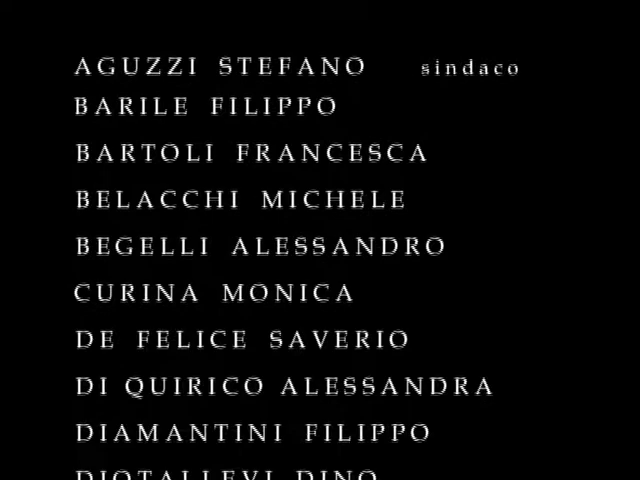 AGUZZI STEFANO sindaco
BARILE FILIPPO
BARTOLI FRANCESCA
BELACCHI MICHELE
BEGELLI ALESSANDRO
CURINA MONICA
DE FELICE SAVERIO
DI QUIRICO ALESSANDRA
DIAMANTINI FILIPPO
DIOTALLEVI DINO